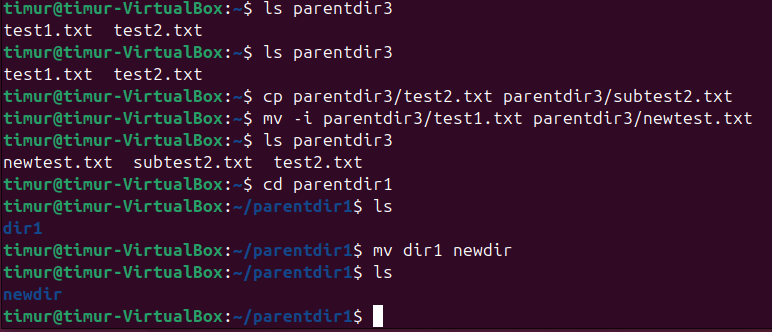 timur@timur-VirtualBox:~$ ls parentdir3
test1.txt  test2.txt
timur@timur-VirtualBox:~$ ls parentdir3
test1.txt  test2.txt
timur@timur-VirtualBox:~$ cp parentdir3/test2.txt parentdir3/subtest2.txt
timur@timur-VirtualBox:~$ mv -i parentdir3/test1.txt parentdir3/newtest.txt
timur@timur-VirtualBox:~$ ls parentdir3
newtest.txt  subtest2.txt  test2.txt
timur@timur-VirtualBox:~$ cd parentdir1
timur@timur-VirtualBox:~/parentdir1$ ls
dir1
timur@timur-VirtualBox:~/parentdir1$ mv dir1 newdir
timur@timur-VirtualBox:~/parentdir1$ ls
newdir
timur@timur-VirtualBox:~/parentdir1$